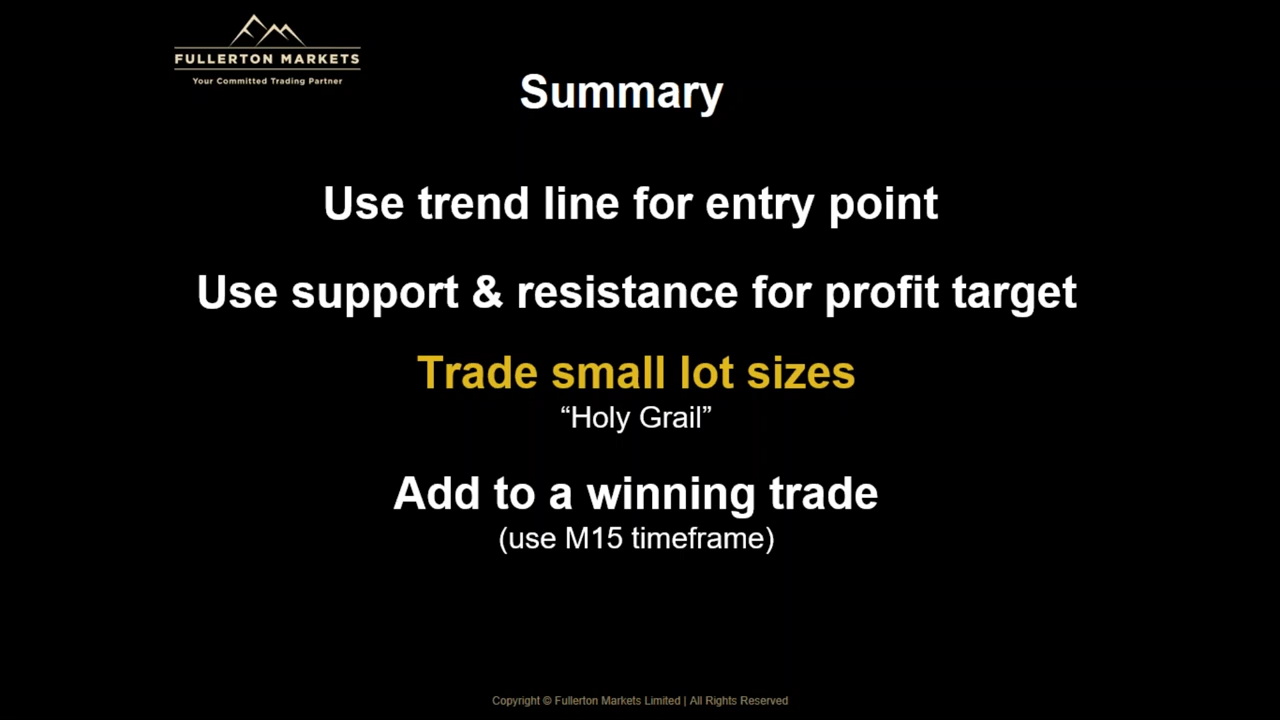 FULLERTON MARKETS
Your Committed Trading Partner
Summary
Use trend line for entry point
Use support & resistance for profit target
Trade small lot sizes
“Holy Grail”
Add to a winning trade
(use M15 timeframe)
Copyright © Fullerton Markets Limited | All Rights Reserved